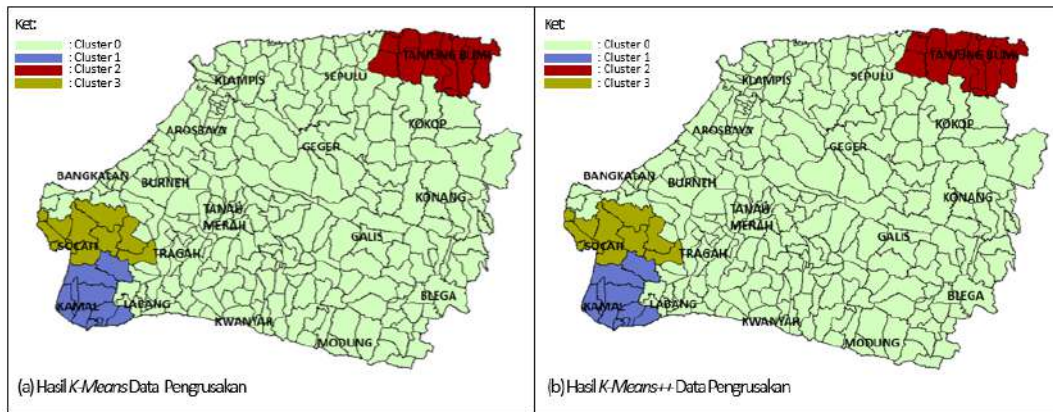 Ket:
: Cluster 0
: Cluster 1
: Cluster 2
: Cluster 3
TANJUNG BUMI
KLAMPIS
SEPULU
KOKOP
AROSBAYA
GEGER
BANGKALAN
BURNEH
KONANG
TANAH
MERAH
GALIS
SOCAH
TRAGAH
BLEGA
KAMAL
LABANG
KWANYAR
MODUNG
(a) Hasil K-Means Data Pengrusakan
Ket:
: Cluster 0
: Cluster 1
: Cluster 2
: Cluster 3
TANJUNG BUMI
KLAMPIS
SEPULU
KOKOP
AROSBAYA
GEGER
BANGKALAN
BURNEH
KONANG
TANAH
MERAH
GALIS
SOCAH
TRAGAH
BLEGA
KAMAL
LABANG
KWANYAR
MODUNG
(b) Hasil K-Means++ Data Pengrusakan